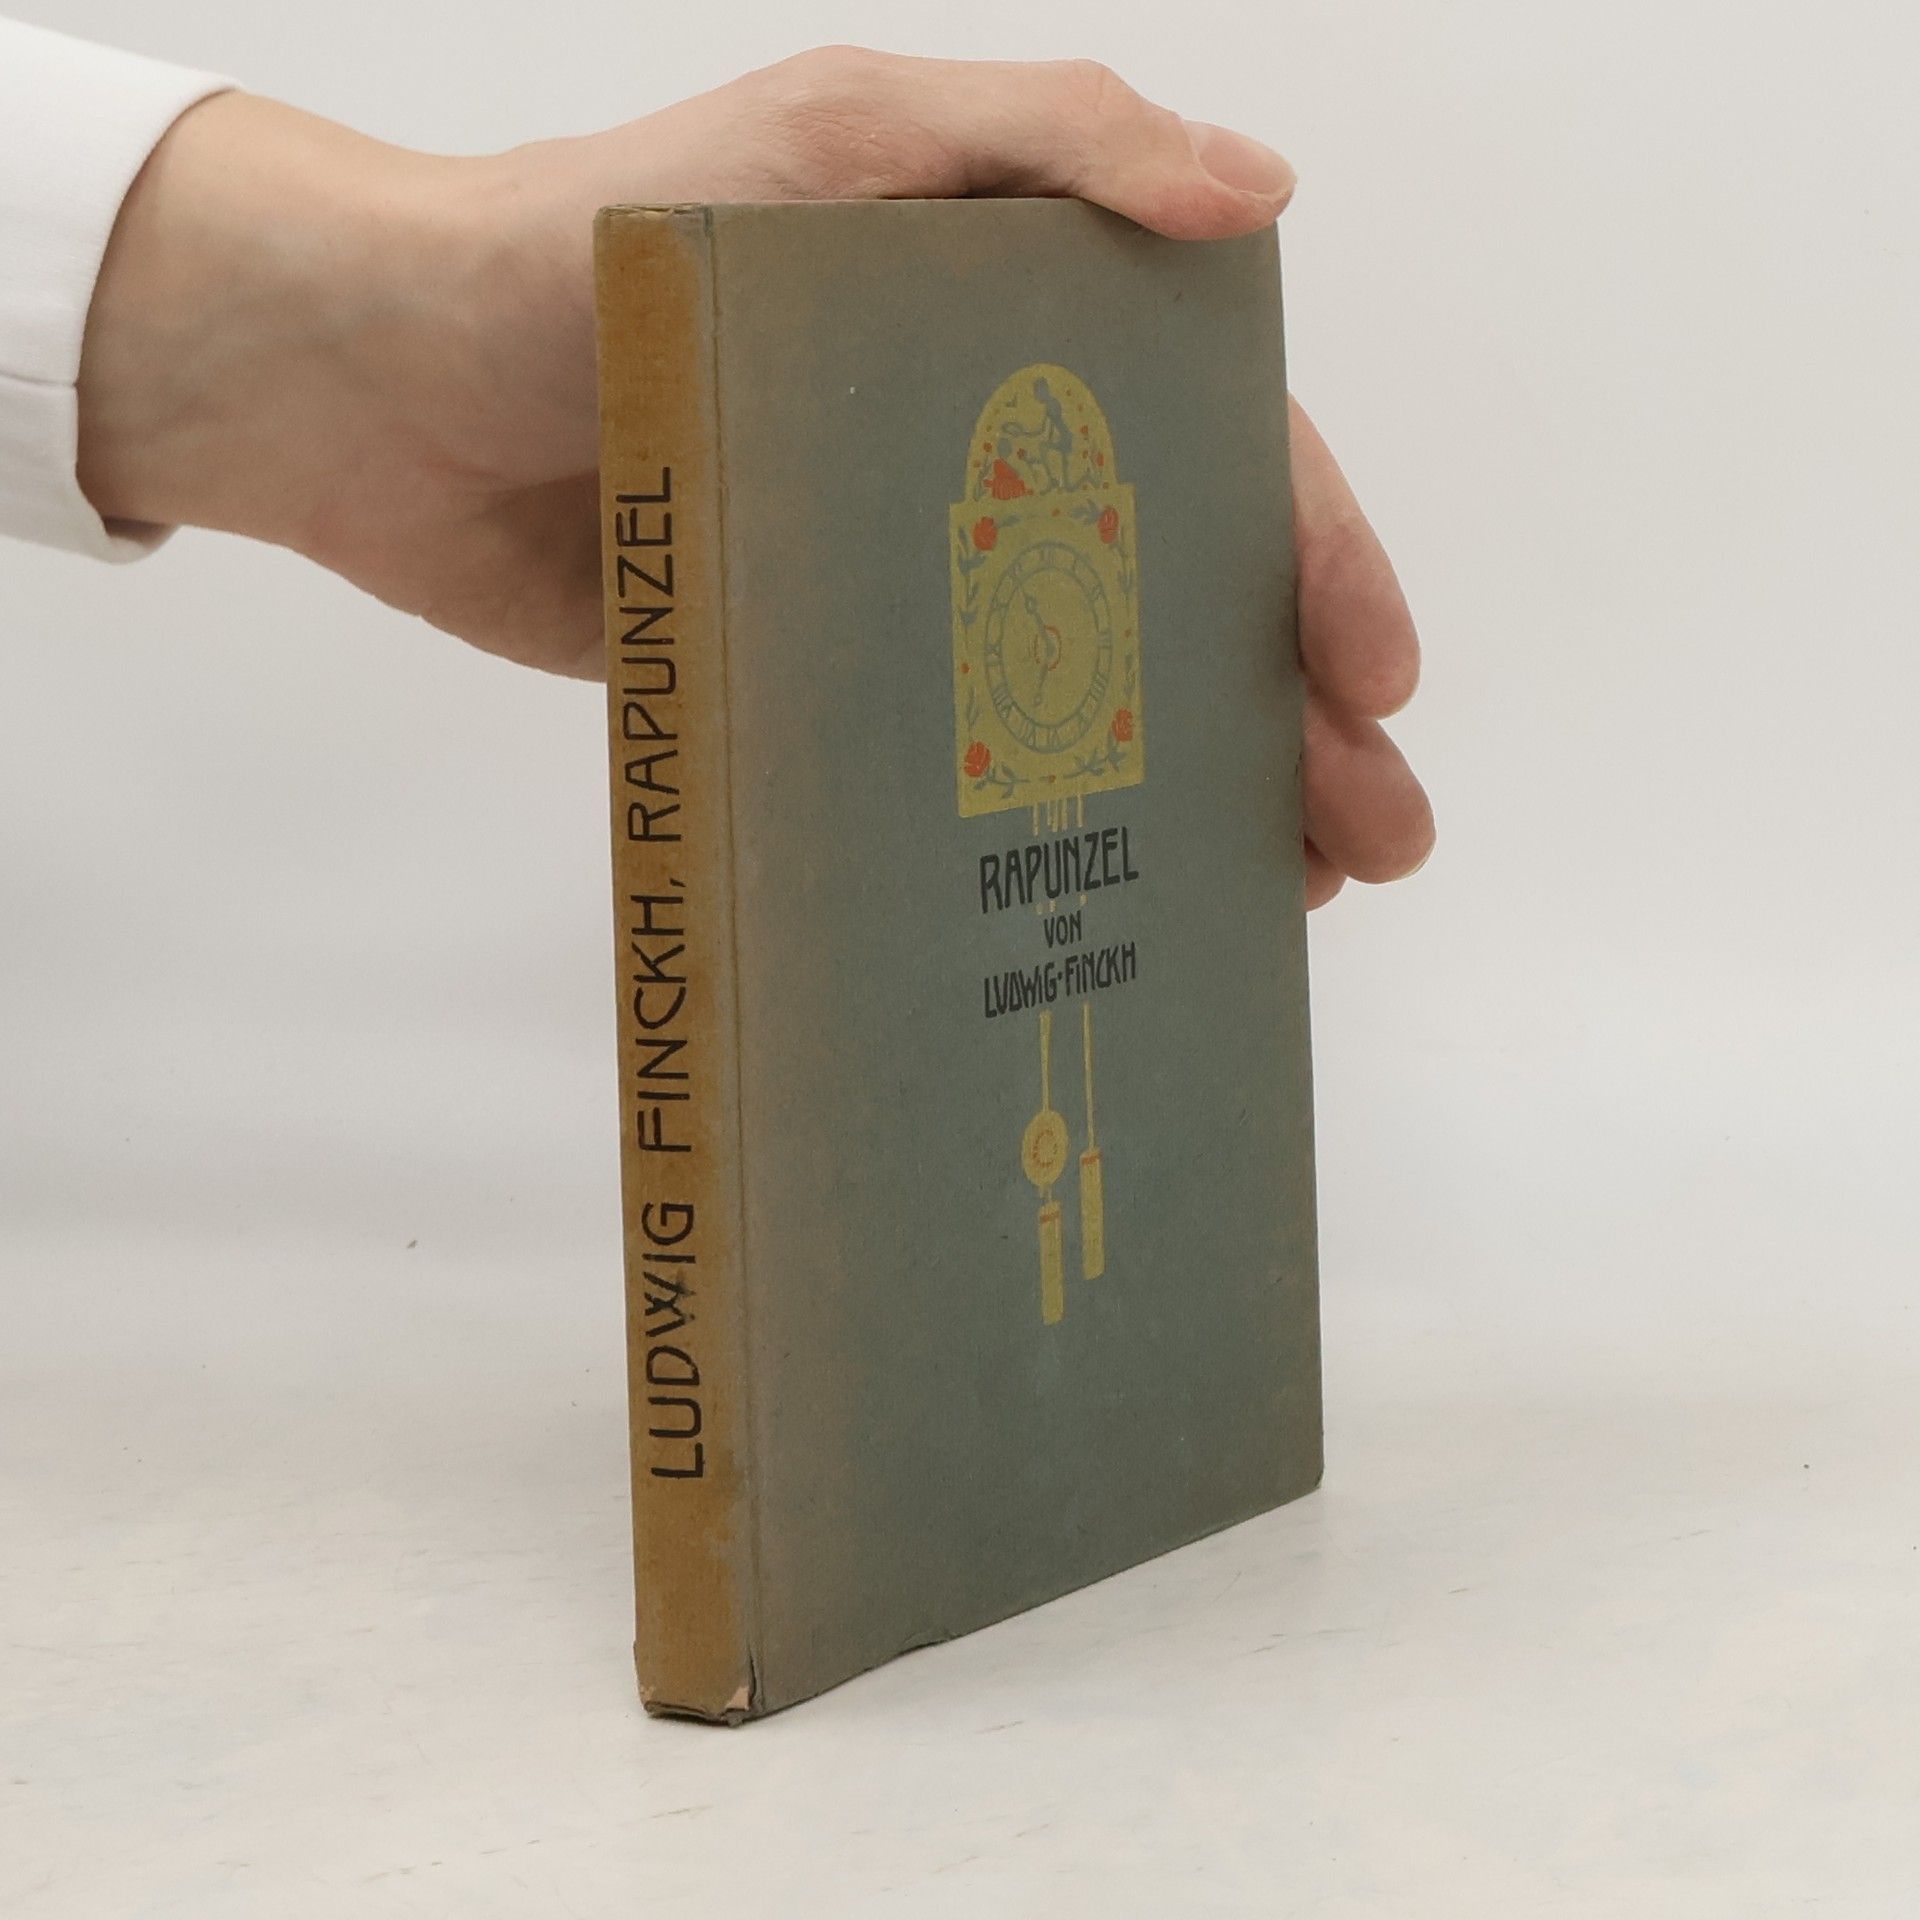 LUDWIG FINCKH, RAPUNZEL
RAPUNZEL
VON
LUDWIG·FINCKH